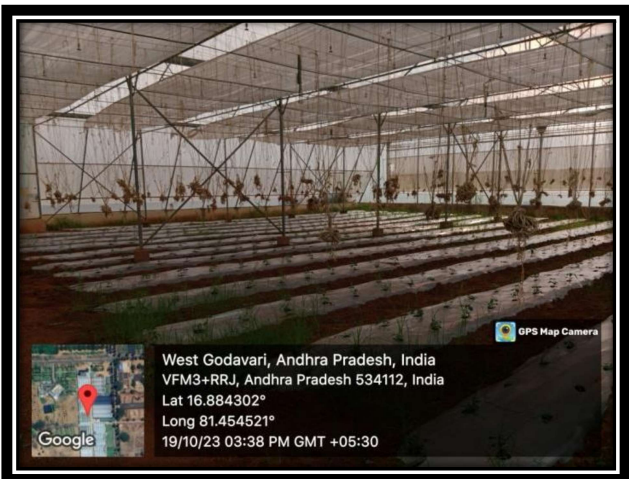 GPS Map Camera
West Godavari, Andhra Pradesh, India
VFM3+RRJ, Andhra Pradesh 534112, India
Lat 16.884302°
Long 81.454521°
19/10/23 03:38 PM GMT +05:30
Google